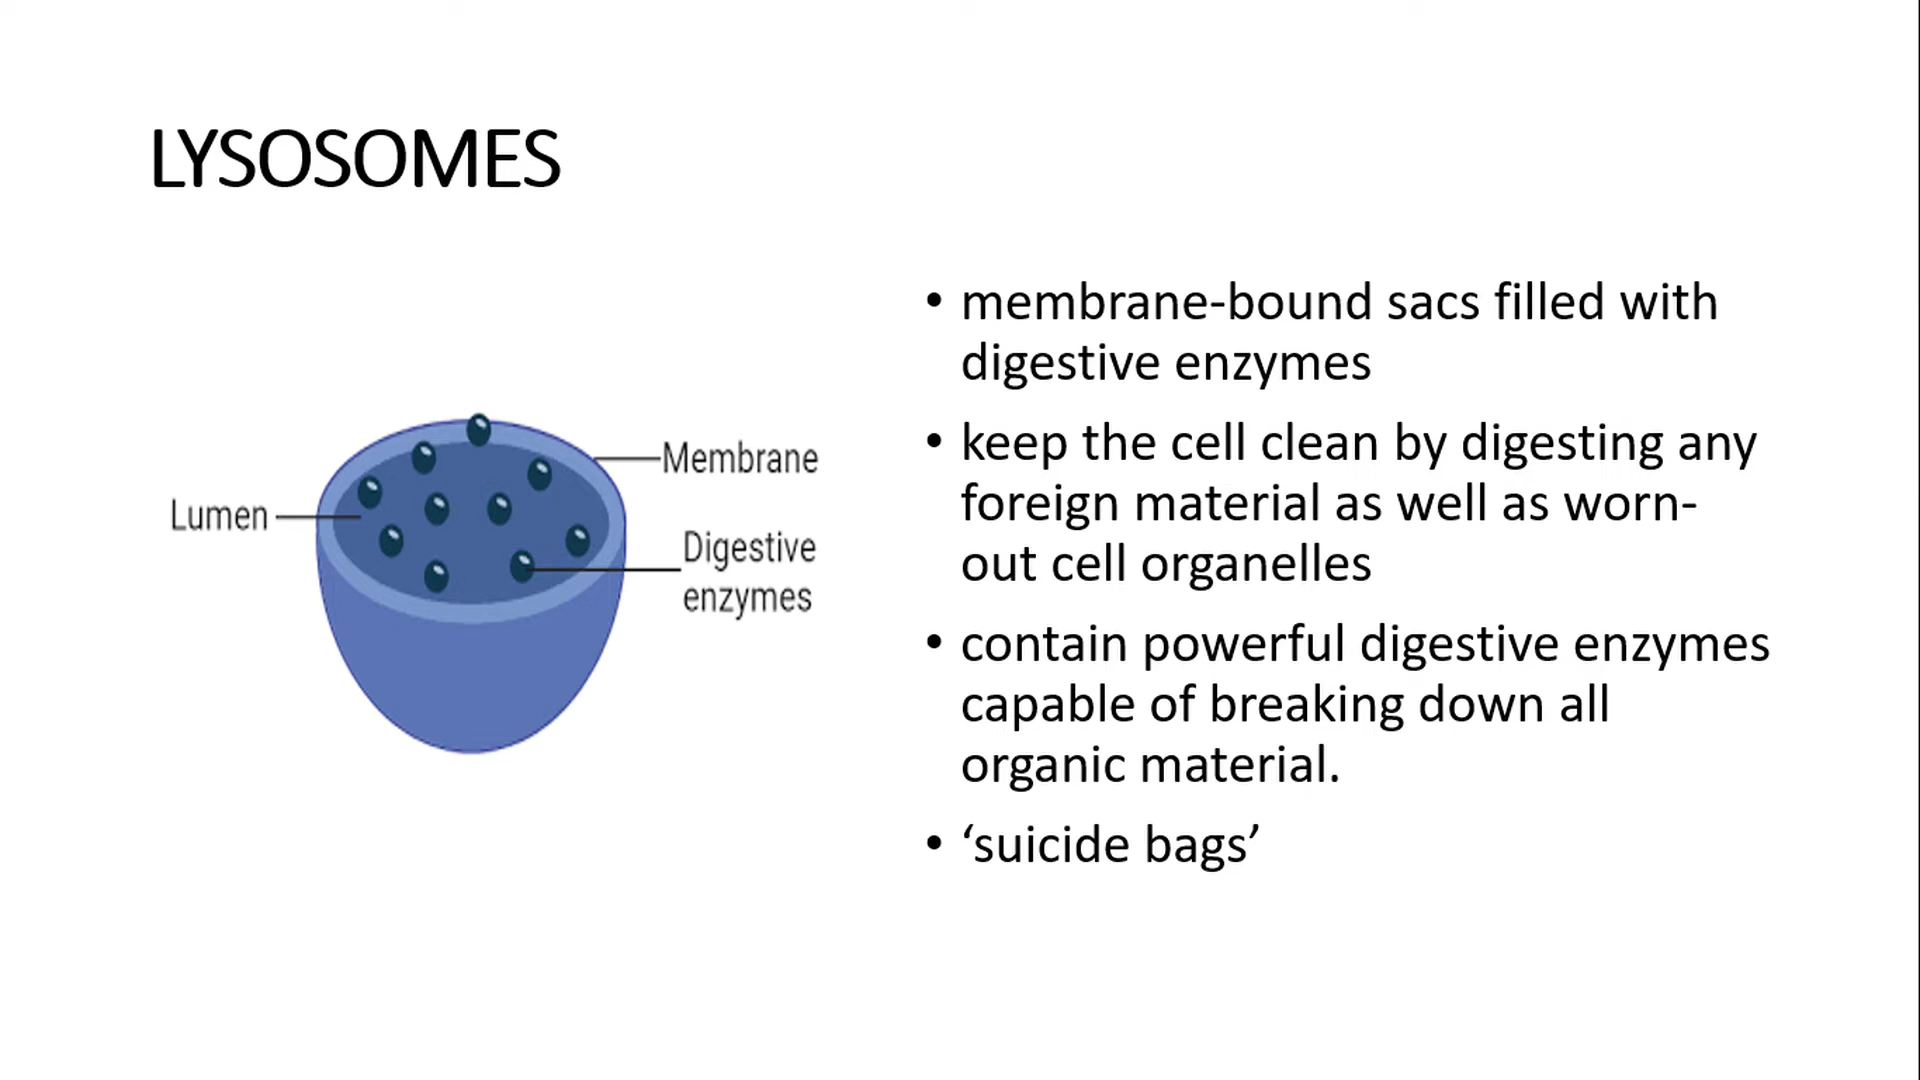 LYSOSOMES
Lumen
Membrane
Digestive
enzymes
• membrane-bound sacs filled with
digestive enzymes
• keep the cell clean by digesting any
foreign material as well as worn-
out cell organelles
• contain powerful digestive enzymes
capable of breaking down all
organic material.
• ‘suicide bags’